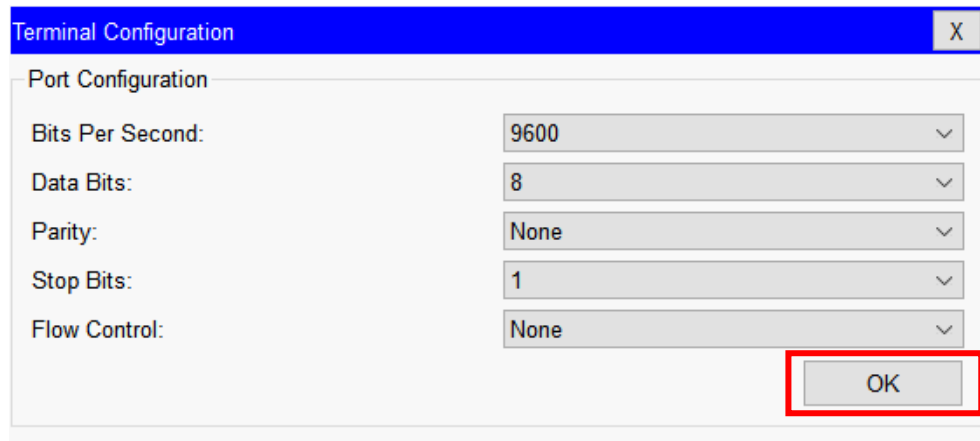 Terminal Configuration X
Port Configuration
Bits Per Second: 9600
Data Bits: 8
Parity: None
Stop Bits: 1
Flow Control: None
OK